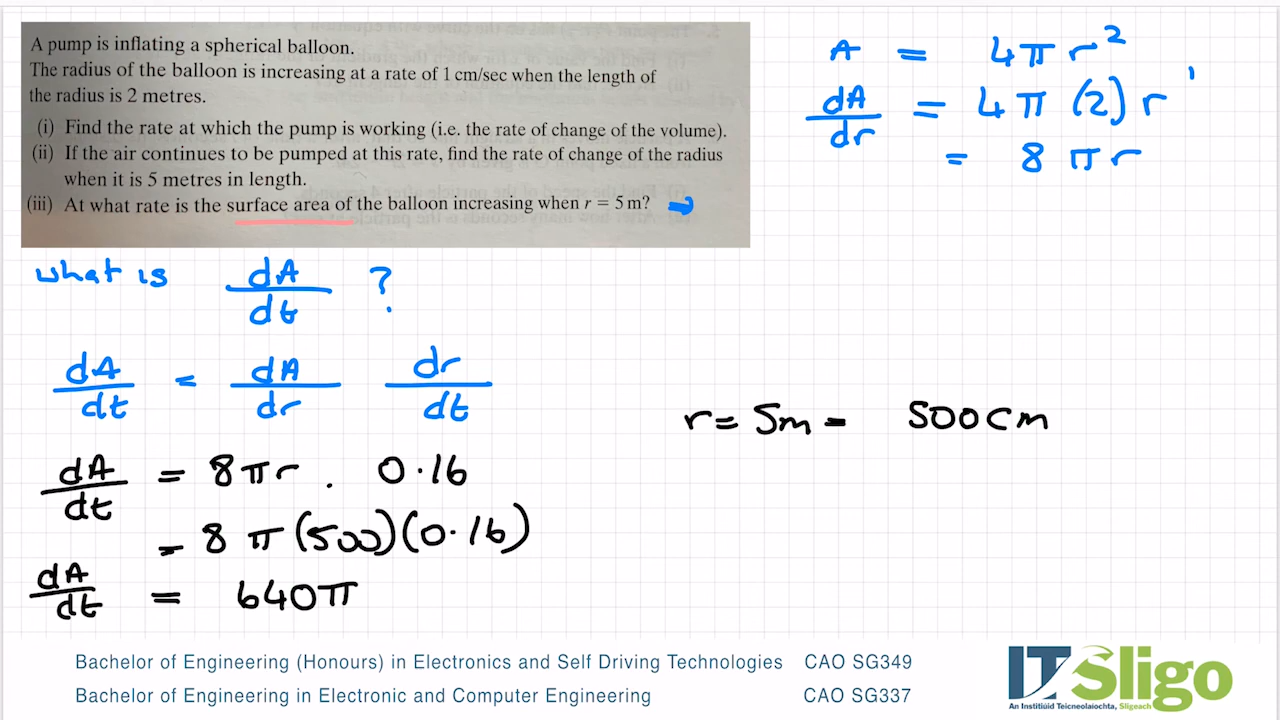 A pump is inflating a spherical balloon.
The radius of the balloon is increasing at a rate of 1 cm/sec when the length of
the radius is 2 metres.
(i) Find the rate at which the pump is working (i.e. the rate of change of the volume).
(ii) If the air continues to be pumped at this rate, find the rate of change of the radius
when it is 5 metres in length.
(iii) At what rate is the surface area of the balloon increasing when r = 5 m?
A = 4πr²
dA/dr = 4π(2)r¹
= 8πr
what is dA/dt ?
dA/dt = dA/dr dr/dt
r = 5m = 500cm
dA/dt = 8πr . 0.16
= 8π(500)(0.16)
dA/dt = 640π
Bachelor of Engineering (Honours) in Electronics and Self Driving Technologies CAO SG349
Bachelor of Engineering in Electronic and Computer Engineering CAO SG337
IT Sligo
An Institiúid Teicneolaíochta, Sligeach